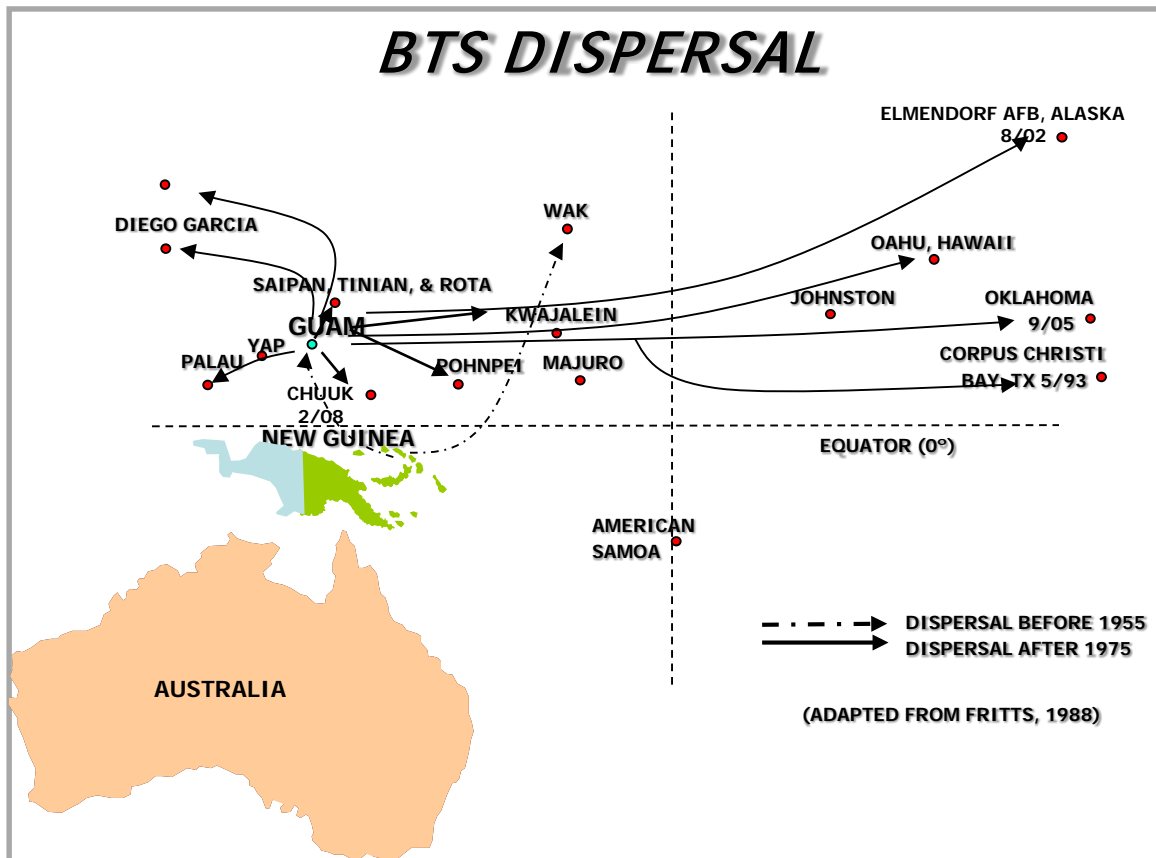 BTS DISPERSAL
ELMENDORF AFB, ALASKA
8/02
DIEGO GARCIA
WAK
OAHU, HAWAII
SAIPAN, TINIAN, & ROTA
JOHNSTON
OKLAHOMA
9/05
GUAM
KWAJALEIN
YAP
PALAU
POHNPEI
MAJURO
CORPUS CHRISTI
BAY, TX 5/93
CHUUK
2/08
NEW GUINEA
EQUATOR (0°)
AMERICAN
SAMOA
DISPERSAL BEFORE 1955
DISPERSAL AFTER 1975
AUSTRALIA
(ADAPTED FROM FRITTS, 1988)